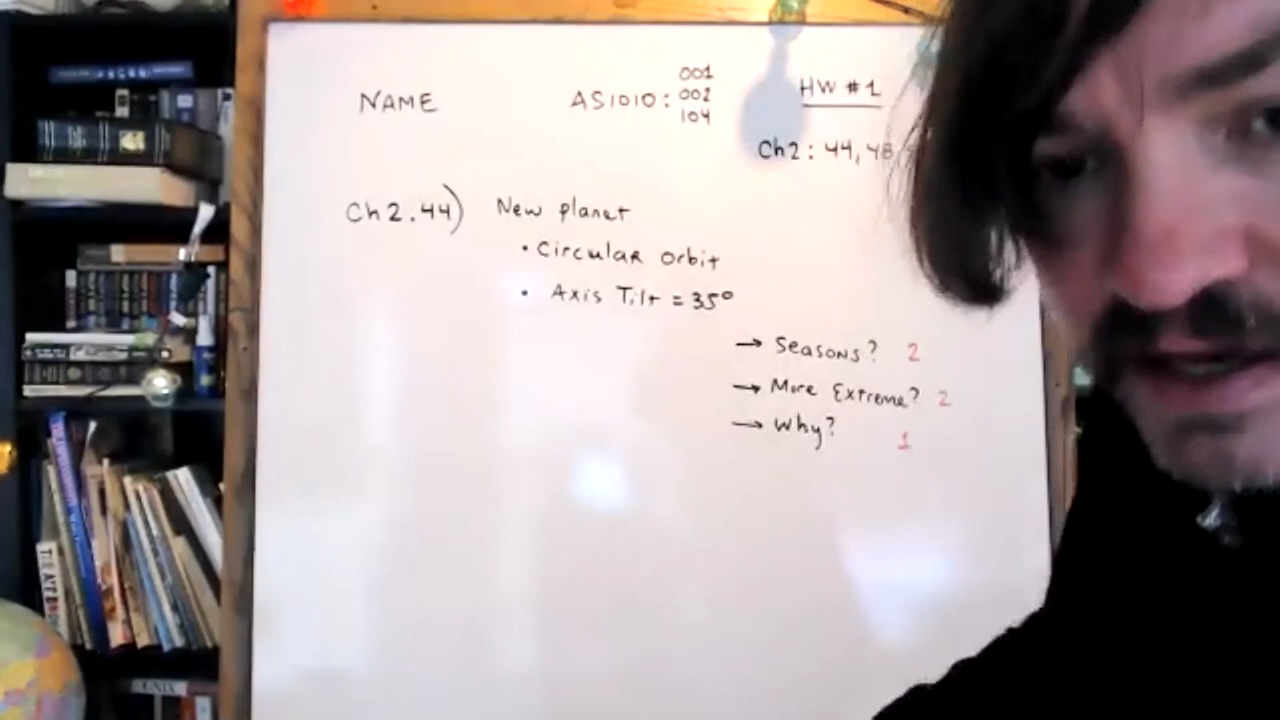 NAME
AS1010: 001
002
104
HW #1
Ch2: 44, 48,
Ch2.44) New planet
• Circular orbit
• Axis Tilt = 35°
→ Seasons? 2
→ More Extreme? 2
→ Why? 1
UNIX